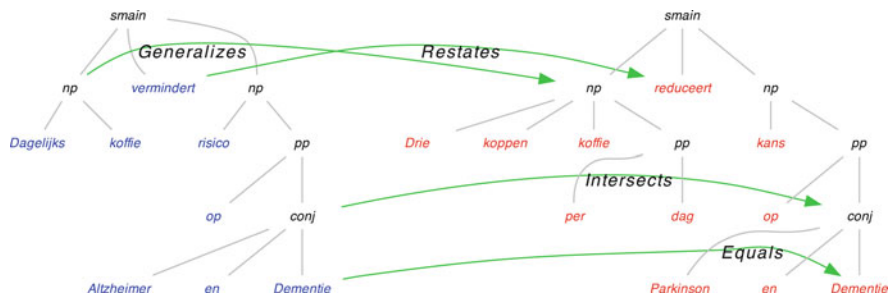 smain smain
Generalizes Restates
np vermindert np np reduceert np
Dagelijks koffie risico pp Drie koppen koffie pp kans pp
Intersects
op conj per dag op conj
Equals
Altzheimer en Dementie Parkinson en Dementie